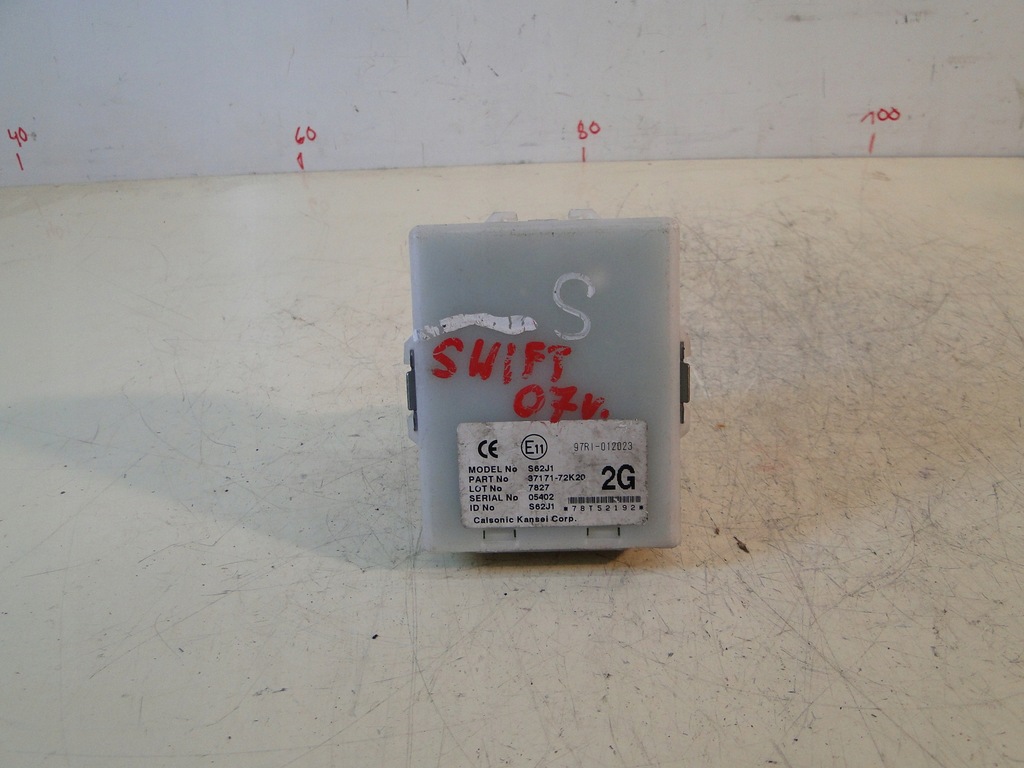 40 60 80 100
S
SWIFT
07r.
CE E11 97R1-012023
MODEL No S62J1
PART No 37171-72K20
LOT No 7827
SERIAL No 05402
ID No S62J1
2G
*78T52192*
Calsonic Kansei Corp.